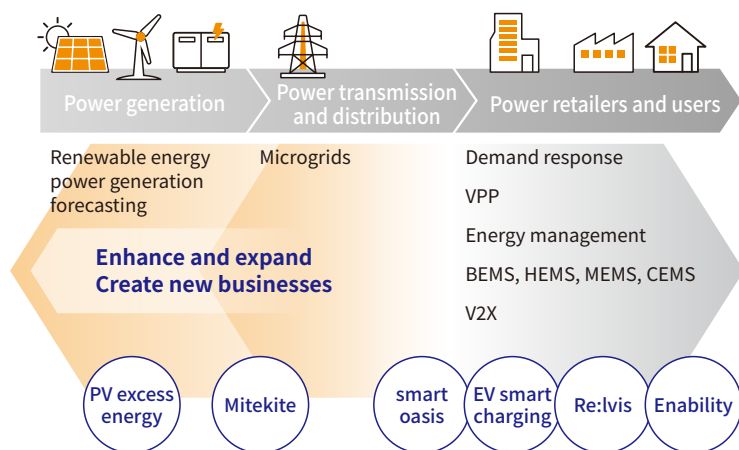 Power generation
Power transmission
and distribution
Power retailers and users
Renewable energy
power generation
forecasting
Microgrids
Demand response
VPP
Energy management
BEMS, HEMS, MEMS, CEMS
V2X
Enhance and expand
Create new businesses
PV excess
energy
Mitekite
smart
oasis
EV smart
charging
Re:lvis
Enability